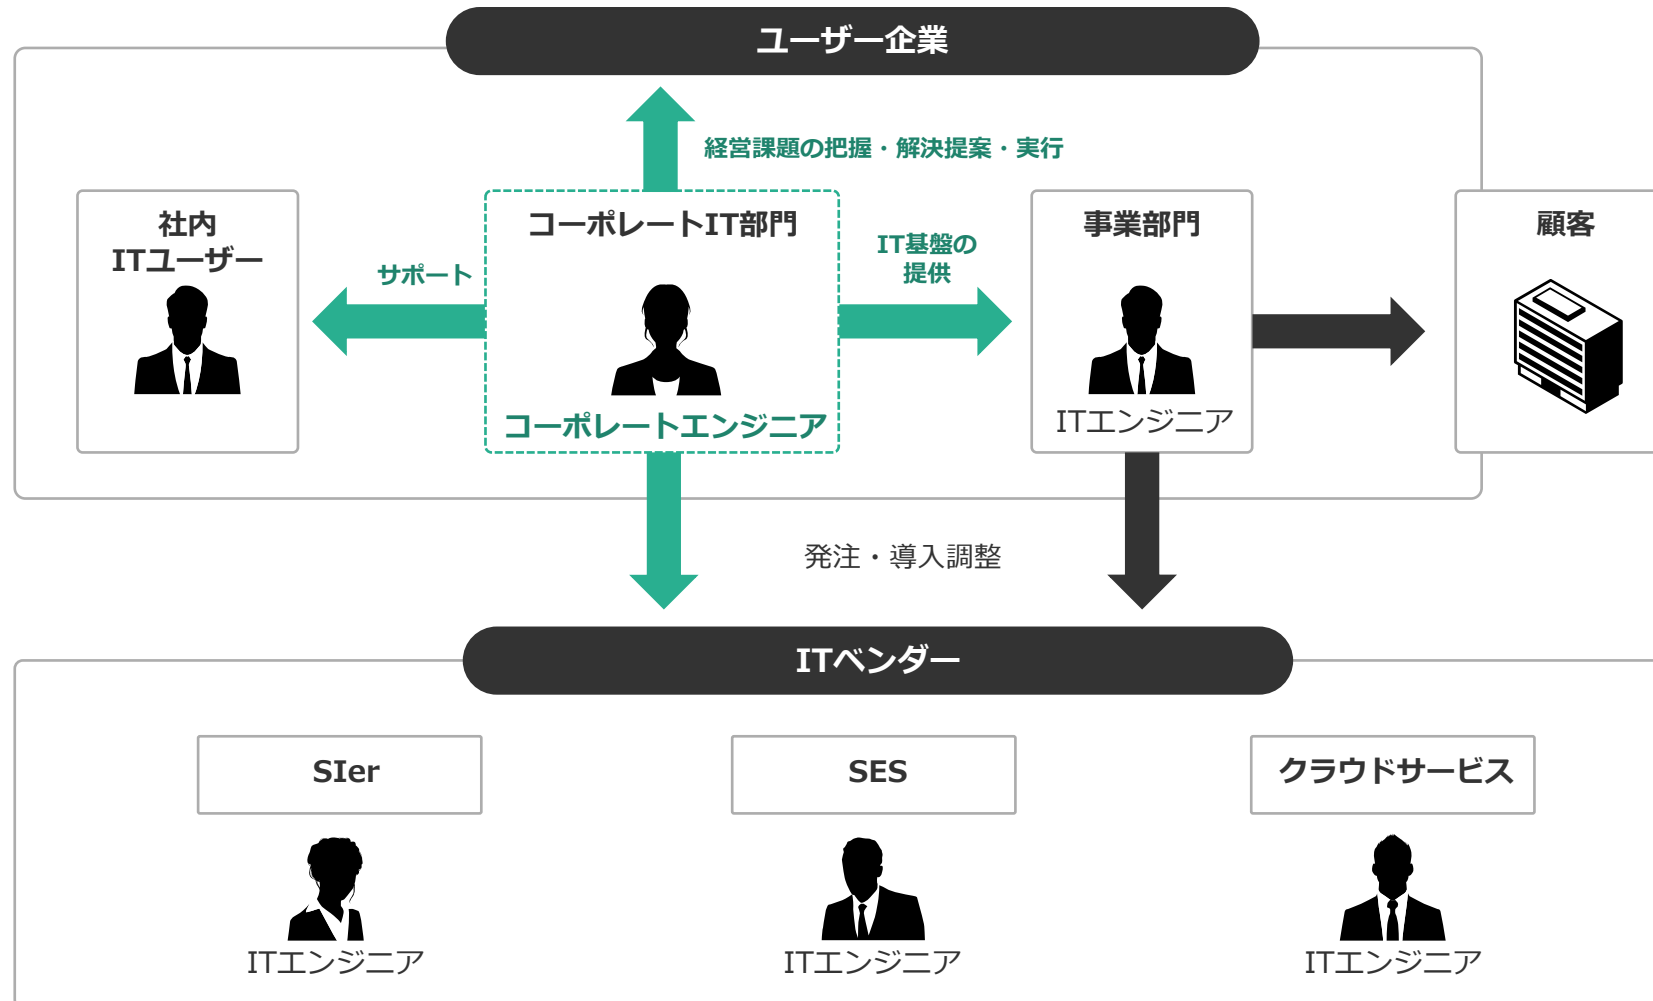 ユーザー企業
経営課題の把握・解決提案・実行
社内
ITユーザー
サポート
コーポレートIT部門
コーポレートエンジニア
IT基盤の
提供
事業部門
ITエンジニア
顧客
発注・導入調整
ITベンダー
SIer
SES
クラウドサービス
ITエンジニア
ITエンジニア
ITエンジニア